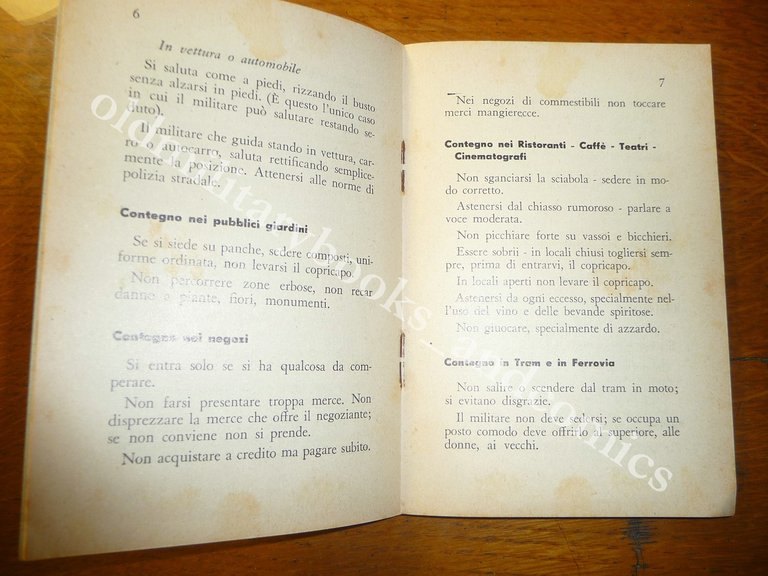 6
In vettura o automobile
Si saluta come a piedi, rizzando il busto
senza alzarsi in piedi. (È questo l'unico caso
in cui il militare può salutare restando se-
duto).
Il militare che guida stando in vettura, car-
ro o autocarro, saluta rettificando semplice-
mente la posizione. Attenersi alle norme di
polizia stradale.
Contegno nei pubblici giardini
Se si siede su panche, sedere composti, uni-
forme ordinata, non levarsi il copricapo.
Non percorrere zone erbose, non recar
danno a piante, fiori, monumenti.
Contegno nei negozi
Si entra solo se si ha qualcosa da com-
perare.
Non farsi presentare troppa merce. Non
disprezzare la merce che offre il negoziante;
se non conviene non si prende.
Non acquistare a credito ma pagare subito.
7
Nei negozi di commestibili non toccare
merci mangierecce.
Contegno nei Ristoranti - Caffè - Teatri -
Cinematografi
Non sganciarsi la sciabola - sedere in mo-
do corretto.
Astenersi dal chiasso rumoroso - parlare a
voce moderata.
Non picchiare forte su vassoi e bicchieri.
Essere sobrii - in locali chiusi togliersi sem-
pre, prima di entrarvi, il copricapo.
In locali aperti non levarsi il copricapo.
Astenersi da ogni eccesso, specialmente nel-
l'uso del vino e delle bevande spiritose.
Non giuocare, specialmente di azzardo.
Contegno in Tram e in Ferrovia
Non salire o scendere dal tram in moto;
si evitano disgrazie.
Il militare non deve sedersi; se occupa un
posto comodo deve offrirlo al superiore, alle
donne, ai vecchi.